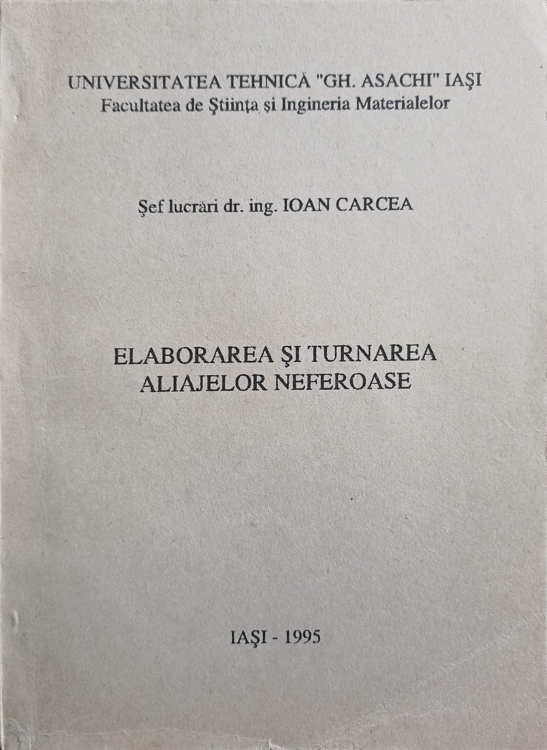 UNIVERSITATEA TEHNICĂ "GH. ASACHI" IAŞI
Facultatea de Ştiinţa şi Ingineria Materialelor
Şef lucrări dr. ing. IOAN CARCEA
ELABORAREA ŞI TURNAREA
ALIAJELOR NEFEROASE
IAŞI - 1995